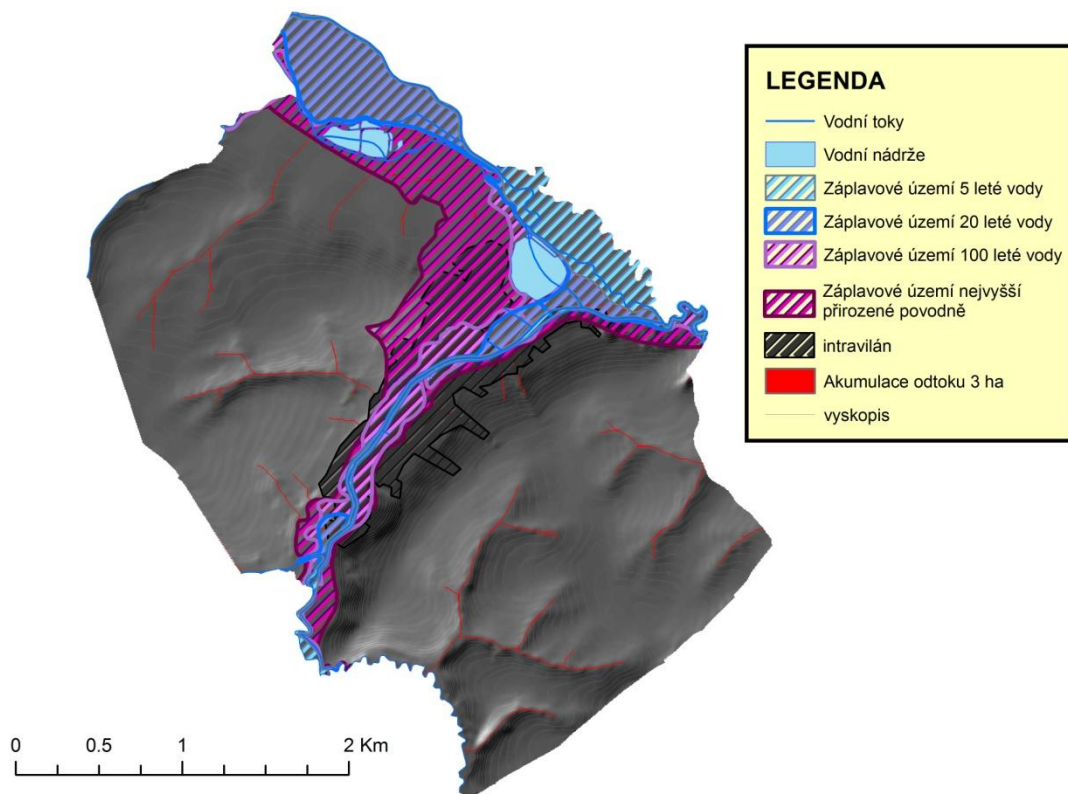 LEGENDA
Vodní toky
Vodní nádrže
Záplavové území 5 leté vody
Záplavové území 20 leté vody
Záplavové území 100 leté vody
Záplavové území nejvyšší
přirozené povodně
intravilán
Akumulace odtoku 3 ha
vyskopis
0 0.5 1 2 Km